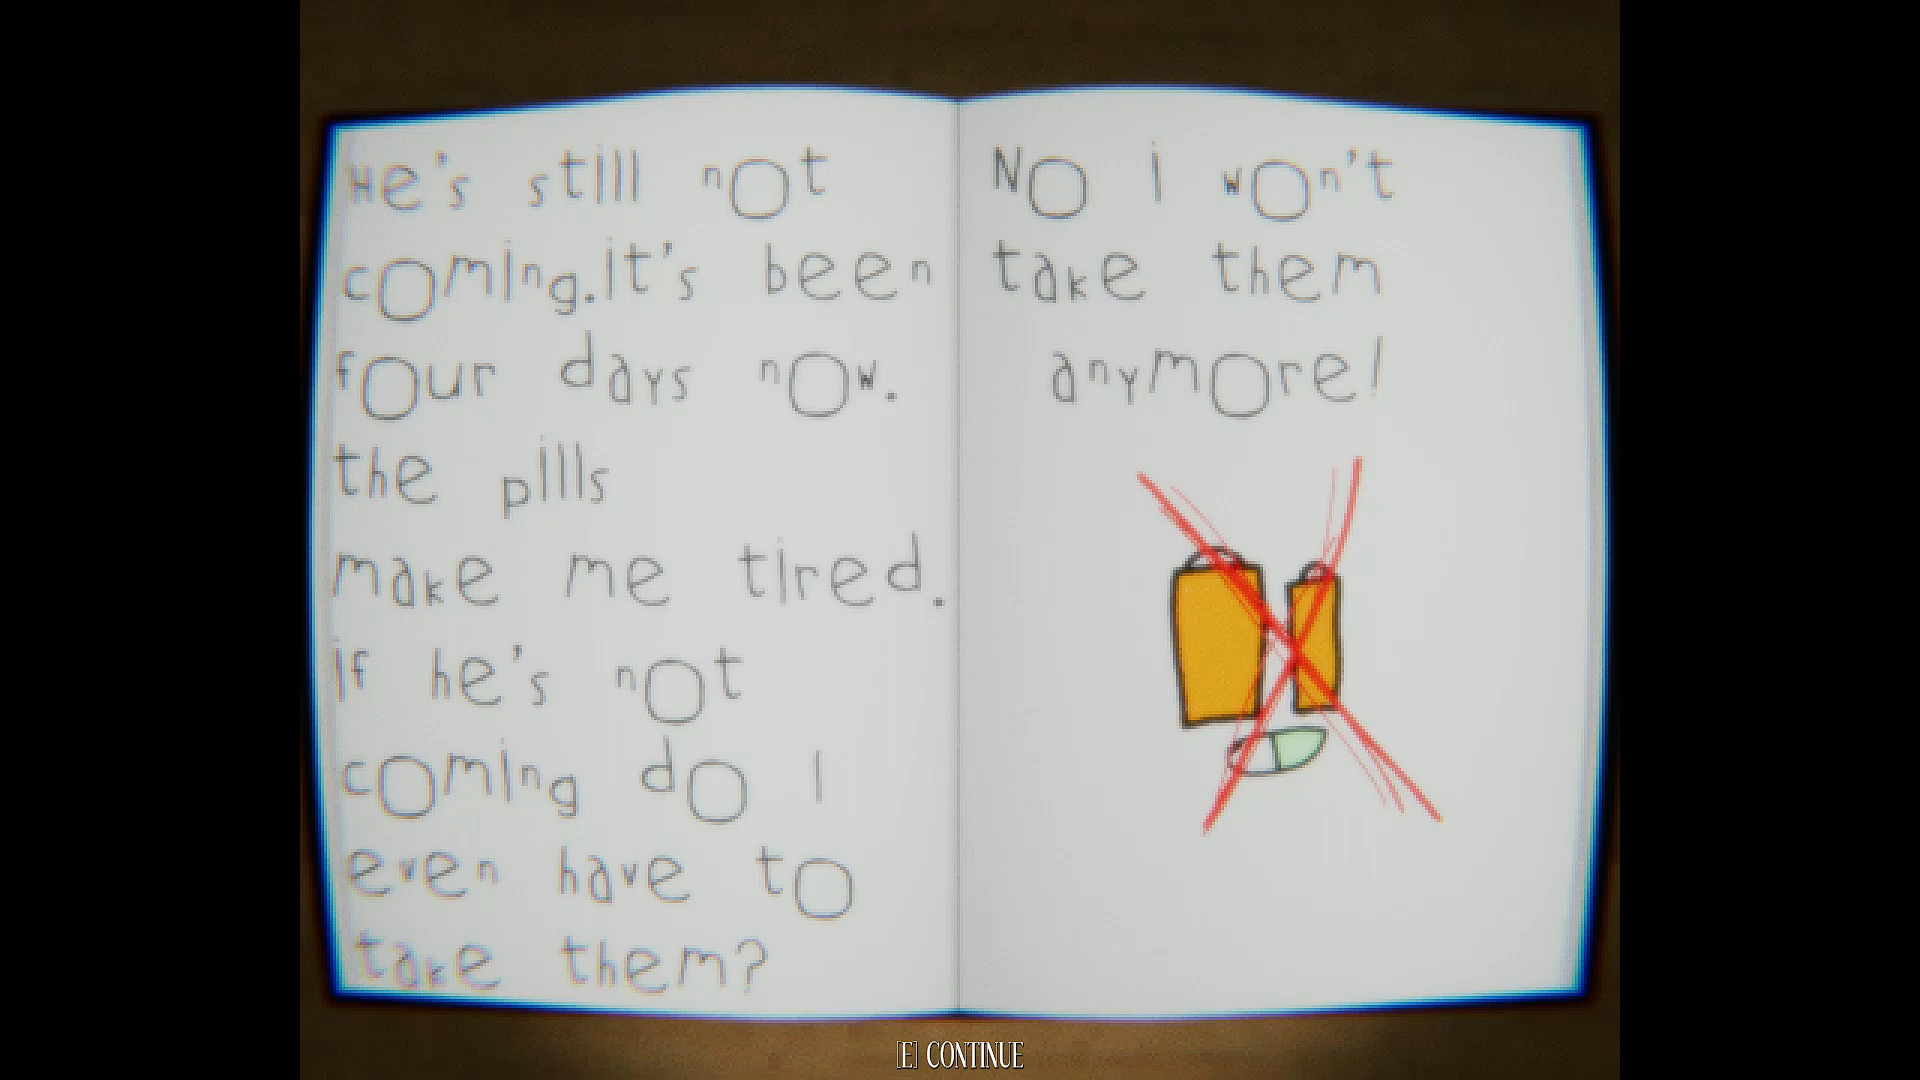 He's still not
coming.it's been
four days now.
the pills
make me tired.
if he's not
coming do i
even have to
take them?
No i won't
take them
anymore!
[E] CONTINUE